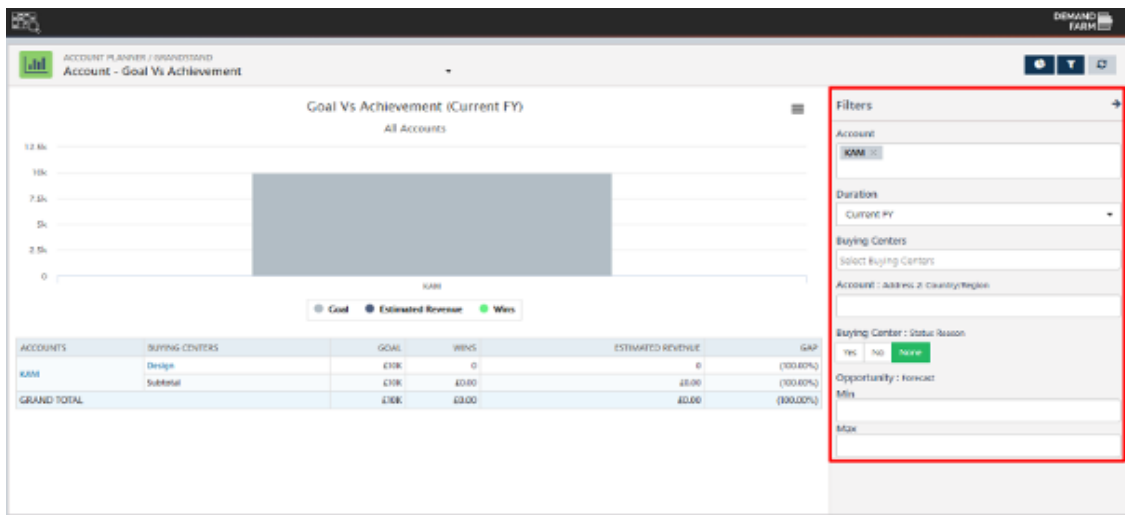 DEMAND
FARM
ACCOUNT PLANNER / GRANDSTAND
Account - Goal Vs Achievement
Goal Vs Achievement (Current FY)
All Accounts
12.5k
10k
7.5k
5k
2.5k
0
KAM
Goal Estimated Revenue Wins
ACCOUNTS BUYING CENTERS GOAL WINS ESTIMATED REVENUE GAP
KAM
Design £10K 0 0 (100.00%)
Subtotal £10K £0.00 £0.00 (100.00%)
GRAND TOTAL £10K £0.00 £0.00 (100.00%)
Filters
Account
KAM ×
Duration
Current FY
Buying Centers
Select Buying Centers
Account : Address 2: Country/Region
Buying Center : Status Reason
Yes No None
Opportunity : Forecast
Min
Max